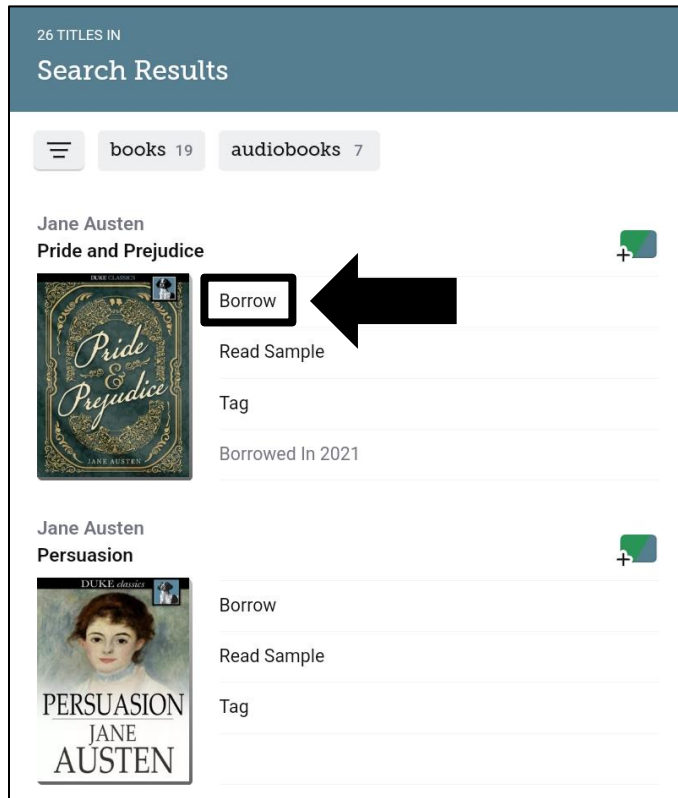 26 TITLES IN
Search Results
books 19
audiobooks 7
Jane Austen
Pride and Prejudice
DUKE CLASSICS
Pride
&
Prejudice
JANE AUSTEN
Borrow
Read Sample
Tag
Borrowed In 2021
Jane Austen
Persuasion
DUKE classics
PERSUASION
JANE
AUSTEN
Borrow
Read Sample
Tag